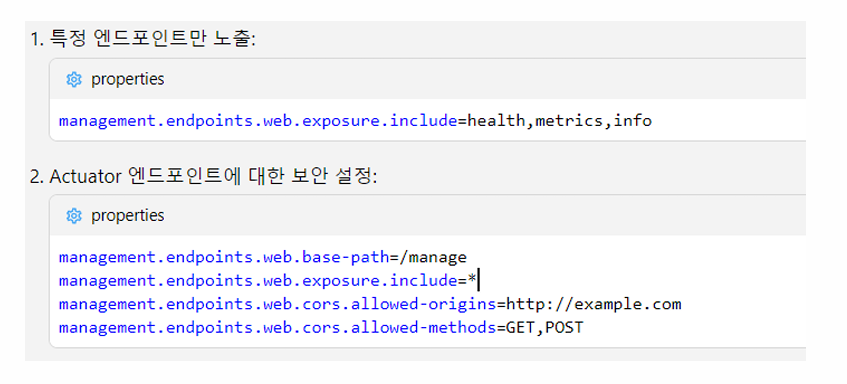 1. 특정 엔드포인트만 노출:
properties
management.endpoints.web.exposure.include=health,metrics,info
2. Actuator 엔드포인트에 대한 보안 설정:
properties
management.endpoints.web.base-path=/manage
management.endpoints.web.exposure.include=*
management.endpoints.web.cors.allowed-origins=http://example.com
management.endpoints.web.cors.allowed-methods=GET,POST